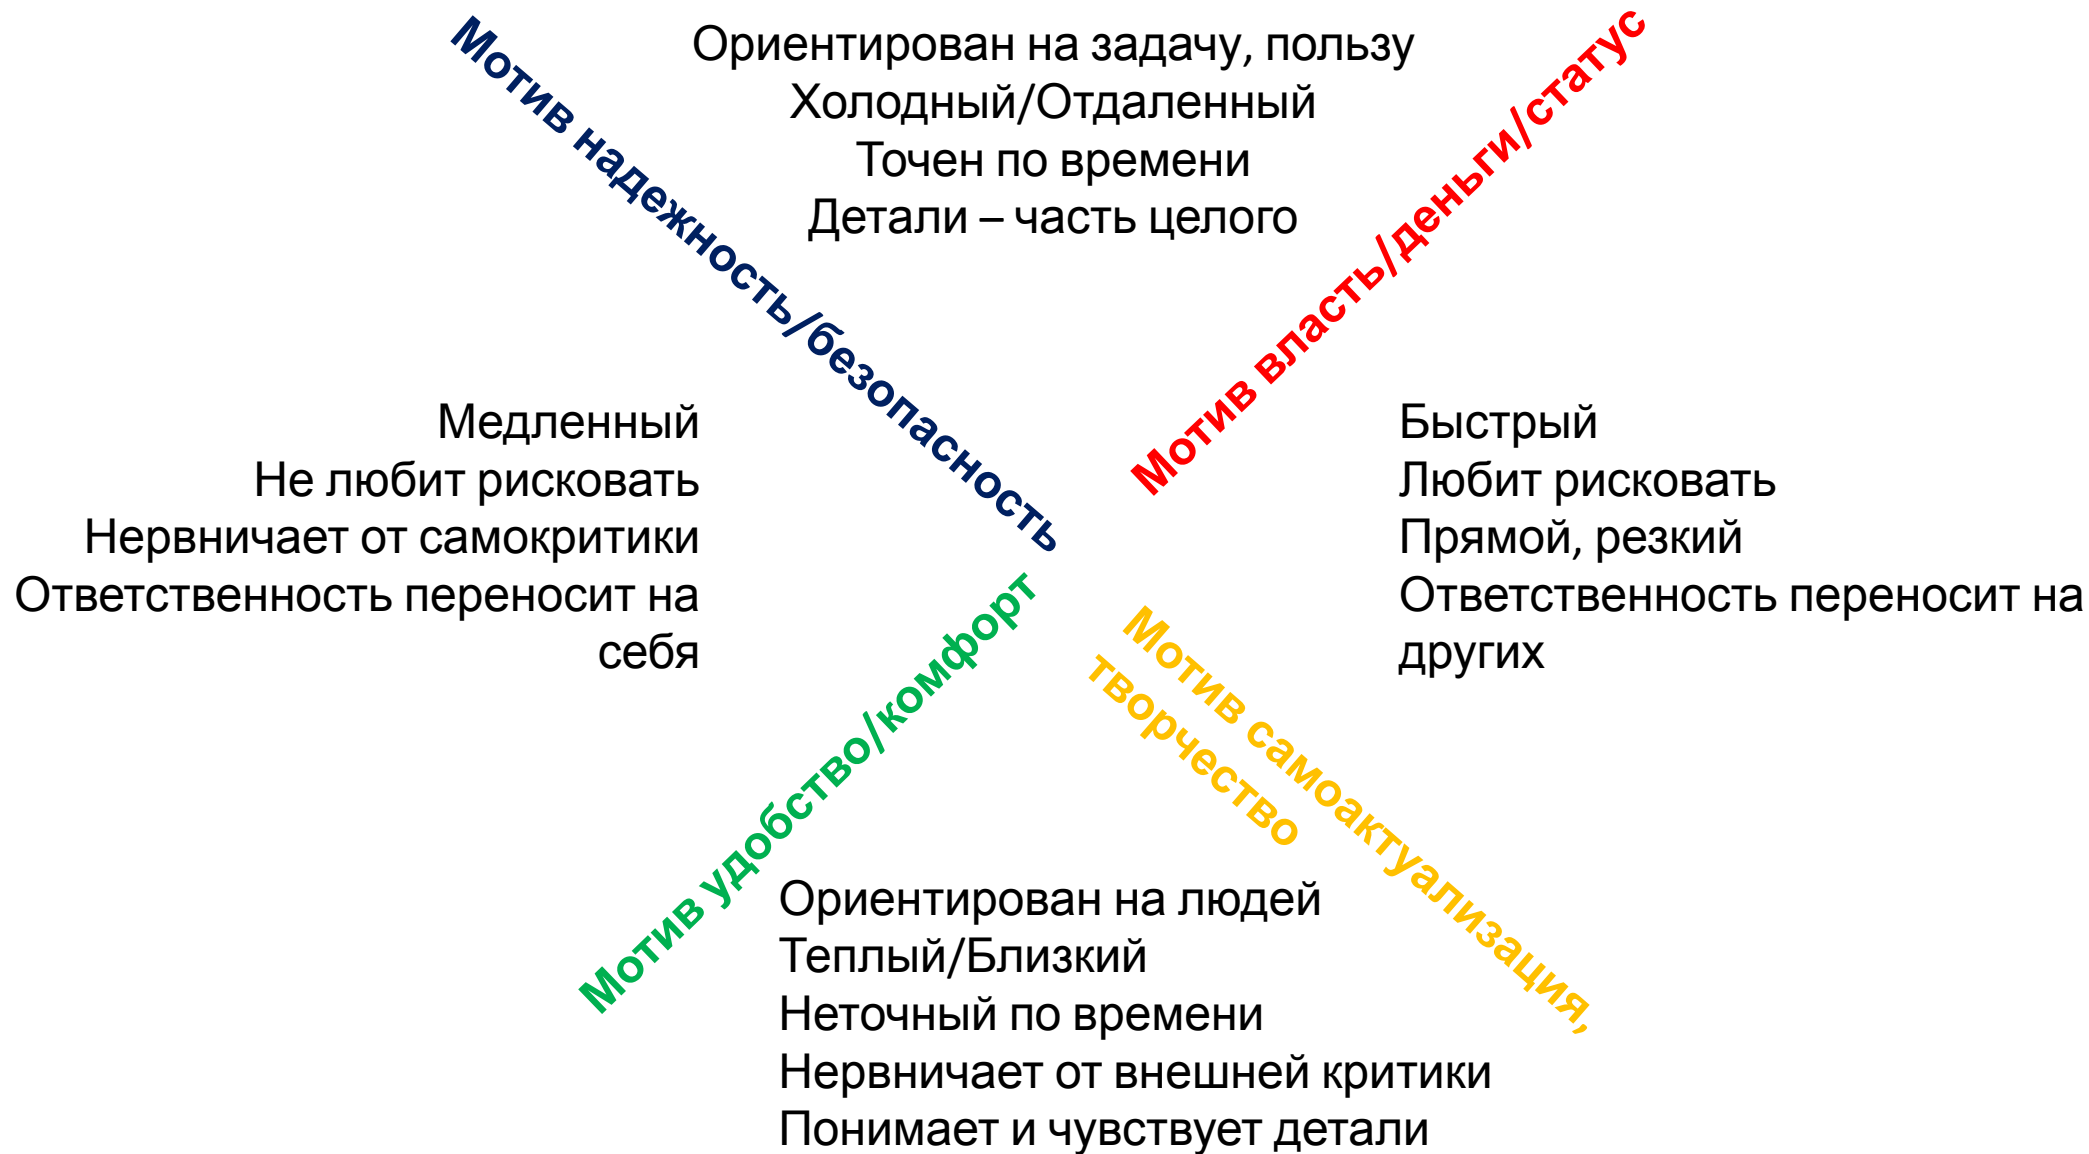 Ориентирован на задачу, пользу
Холодный/Отдаленный
Точен по времени
Детали – часть целого
Мотив надежность/безопасность
Мотив власть/деньги/статус
Медленный
Не любит рисковать
Нервничает от самокритики
Ответственность переносит на
себя
Быстрый
Любит рисковать
Прямой, резкий
Ответственность переносит на
других
Мотив удобство/комфорт
Мотив самоактуализация,
творчество
Ориентирован на людей
Теплый/Близкий
Неточный по времени
Нервничает от внешней критики
Понимает и чувствует детали